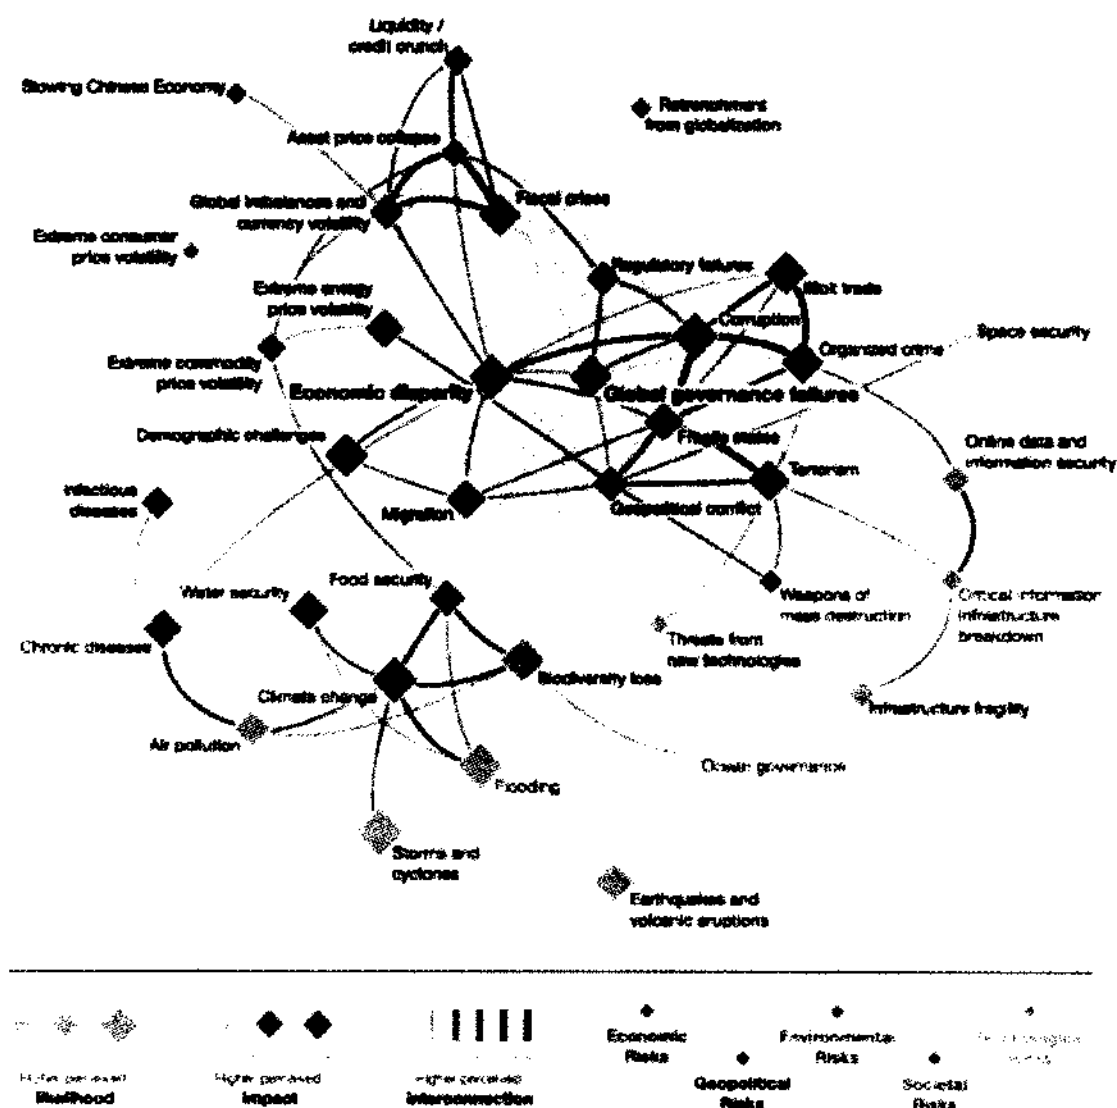 Liquidity /
credit crunch
Slowing Chinese Economy
Retrenchment
from globalization
Asset price collapse
Global imbalances and
currency volatility
Fiscal crises
Extreme consumer
price volatility
Regulatory failures
Illicit trade
Extreme energy
price volatility
Corruption
Space security
Extreme commodity
price volatility
Organized crime
Economic disparity
Global governance failures
Demographic challenges
Fragile states
Online data and
information security
Infectious
diseases
Terrorism
Migration
Geopolitical conflict
Water security
Food security
Weapons of
mass destruction
Critical information
infrastructure
breakdown
Chronic diseases
Threats from
new technologies
Climate change
Biodiversity loss
Infrastructure fragility
Air pollution
Ocean governance
Flooding
Storms and
cyclones
Earthquakes and
volcanic eruptions
Higher perceived
likelihood
Higher perceived
impact
Higher perceived
interconnection
Economic
Risks
Geopolitical
Risks
Environmental
Risks
Societal
Risks
Technological
Risks